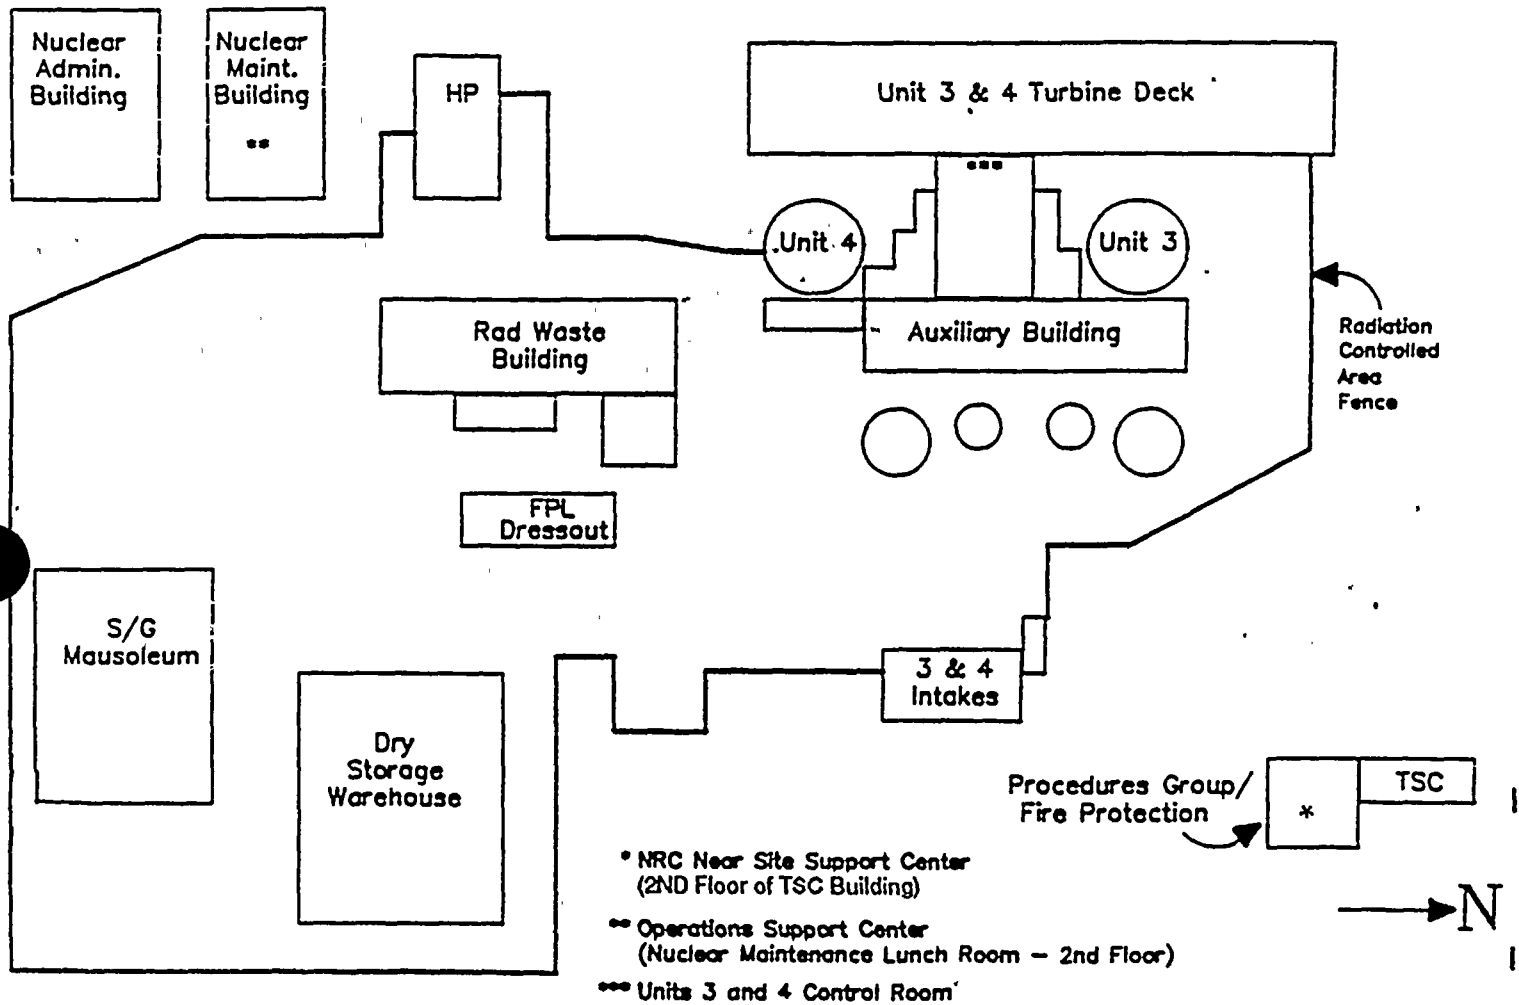 Nuclear
Admin.
Building
Nuclear
Maint.
Building
**
HP
Unit 3 & 4 Turbine Deck
***
Unit 4
Unit 3
Rad Waste
Building
Auxiliary Building
Radiation
Controlled
Area
Fence
FPL
Dressout
S/G
Mausoleum
3 & 4
Intakes
Dry
Storage
Warehouse
Procedures Group/
Fire Protection
*
TSC
* NRC Near Site Support Center
(2ND Floor of TSC Building)
** Operations Support Center
(Nuclear Maintenance Lunch Room - 2nd Floor)
*** Units 3 and 4 Control Room
N